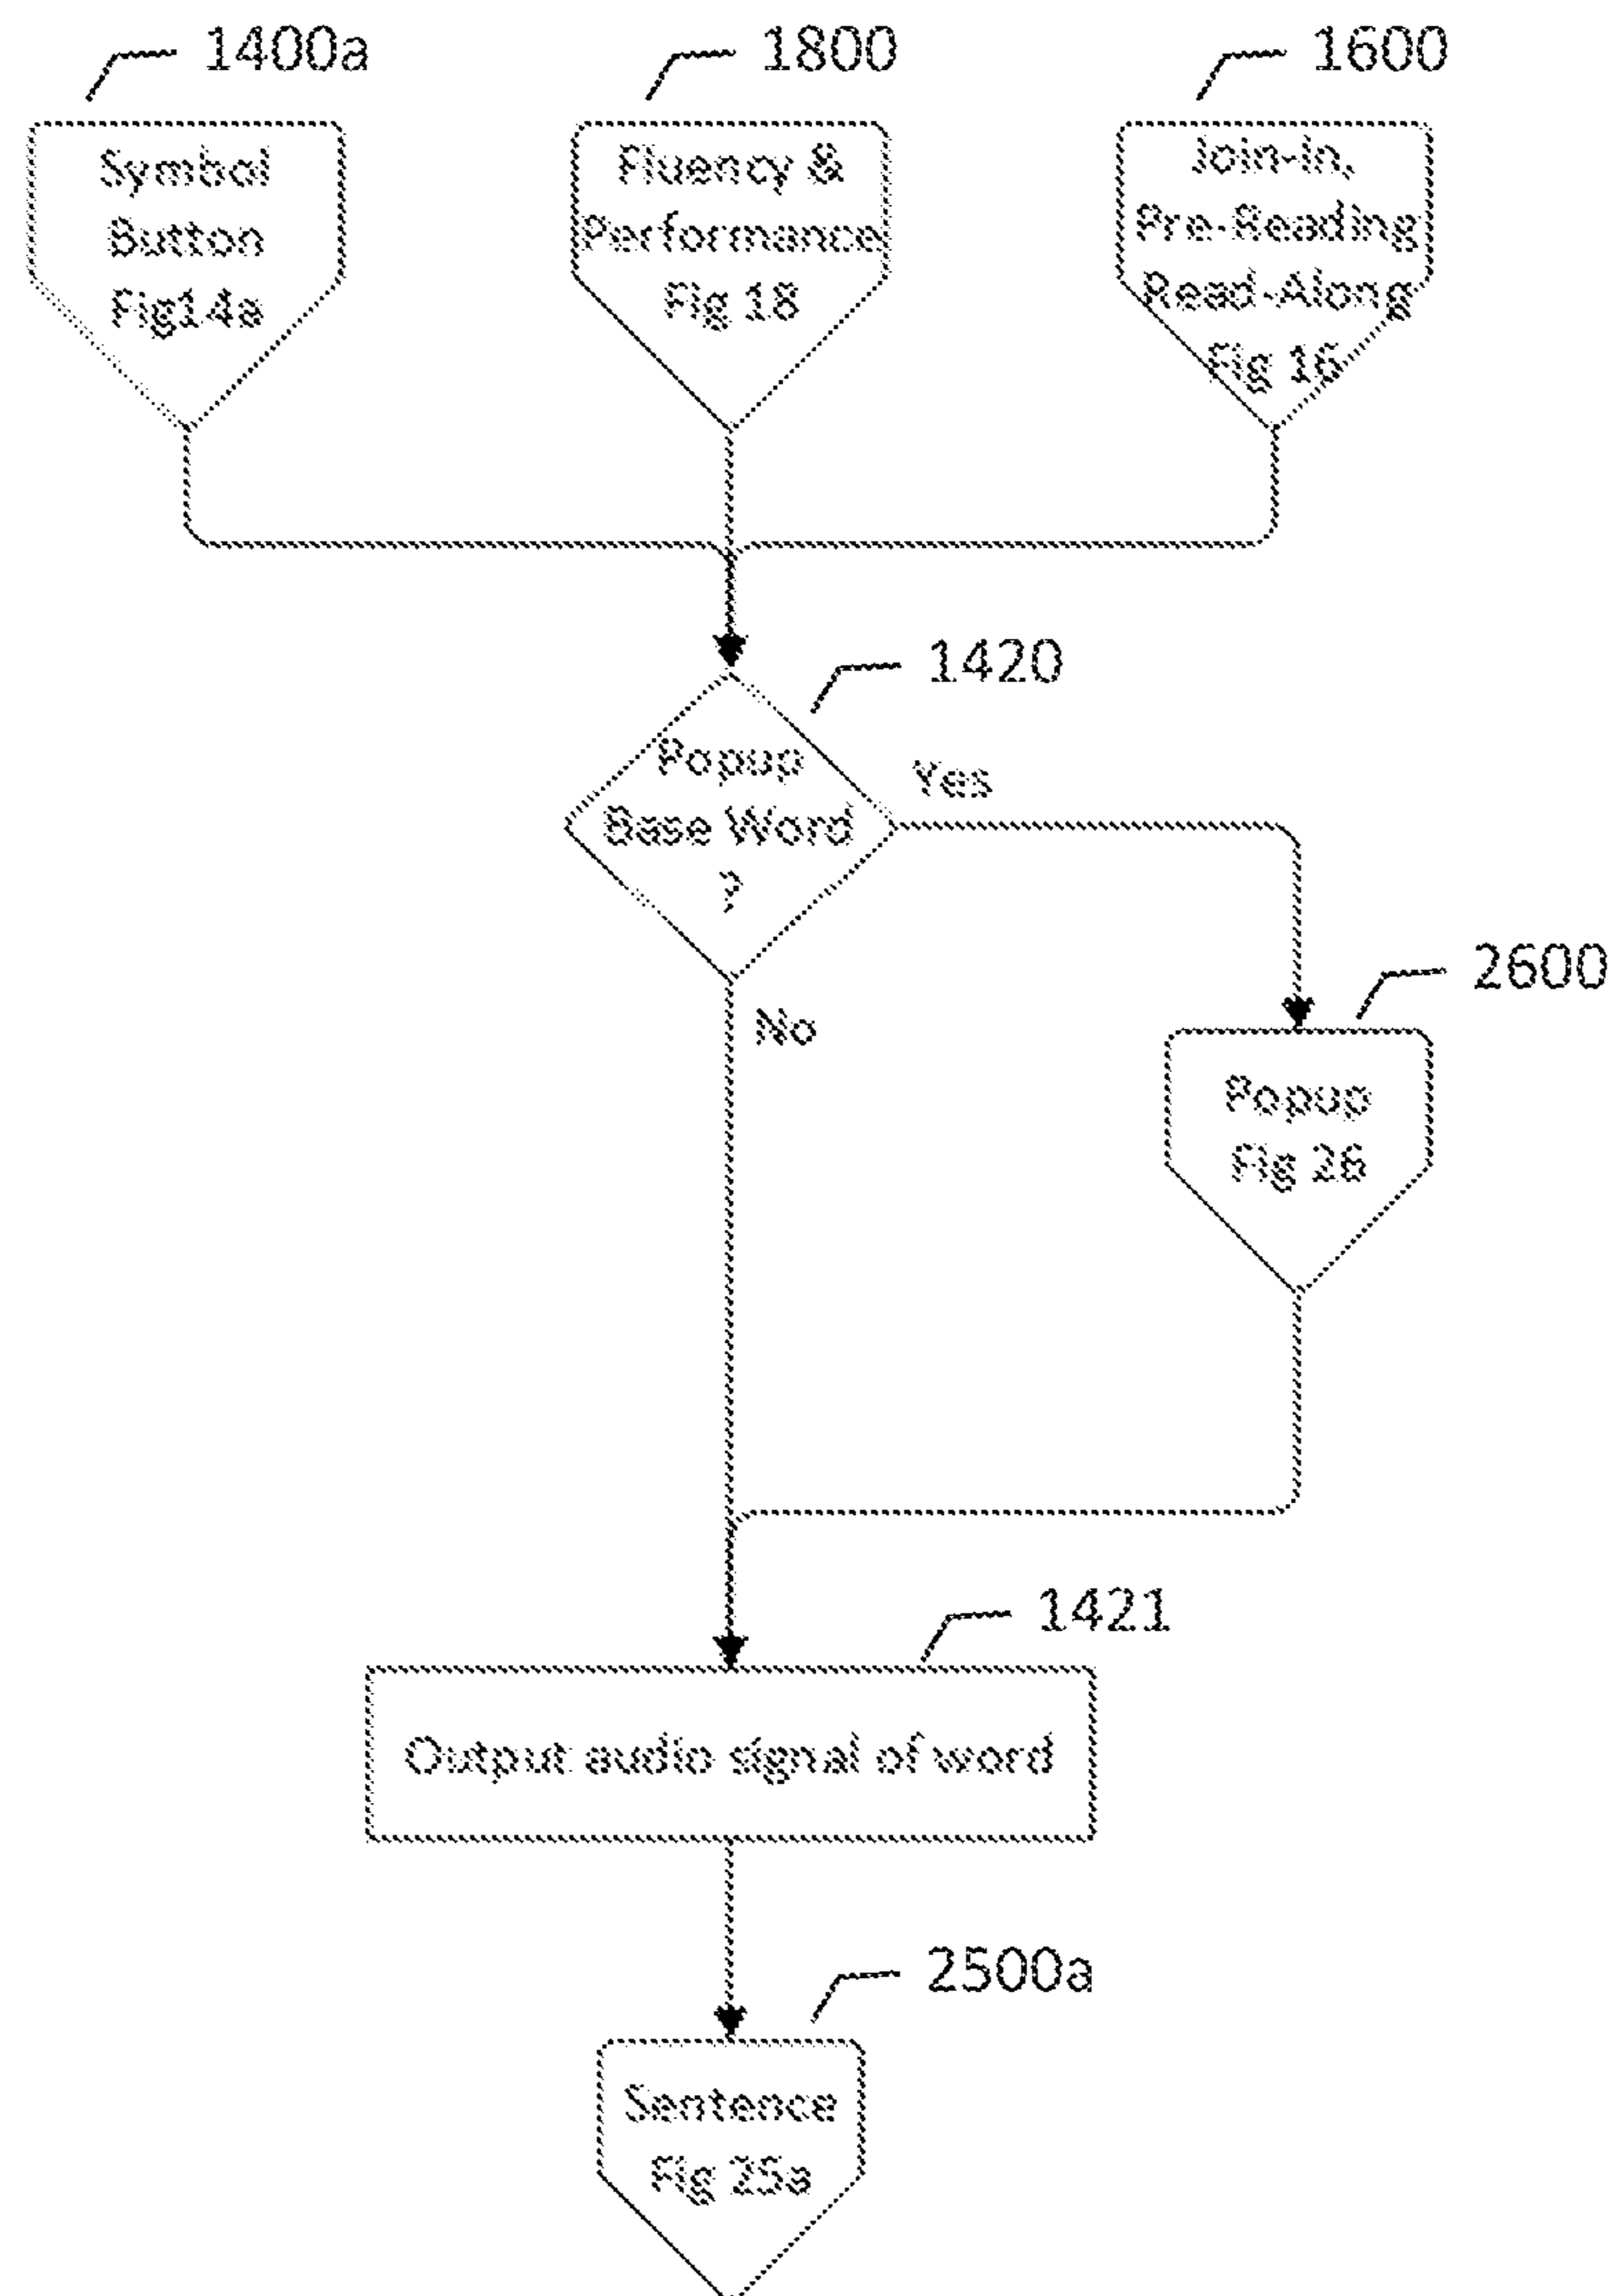 1400a
1800
1600
Symbol
Button
Fig14a
Fluency &
Performance
Fig 18
Join-In,
Pre-Reading
Read-Along
Fig 16
1420
Popup
Base Word
?
Yes
No
2600
Popup
Fig 26
1421
Output audio signal of word
2500a
Sentence
Fig 25a